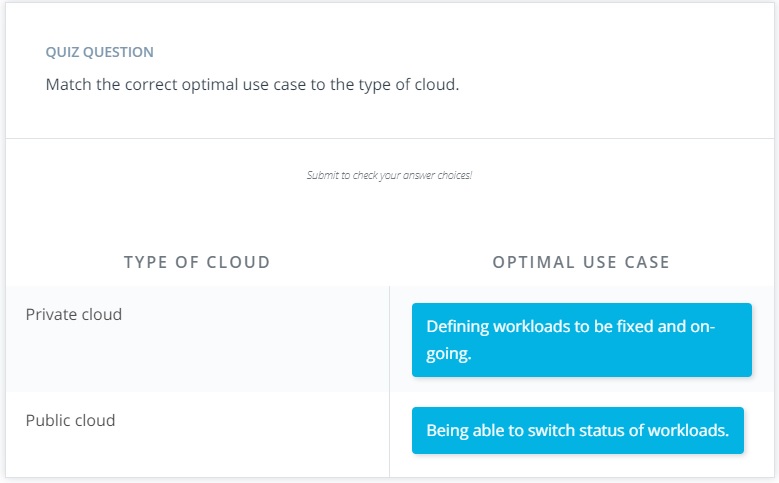 QUIZ QUESTION
Match the correct optimal use case to the type of cloud.
Submit to check your answer choices!
TYPE OF CLOUD
OPTIMAL USE CASE
Private cloud
Defining workloads to be fixed and on-
going.
Public cloud
Being able to switch status of workloads.